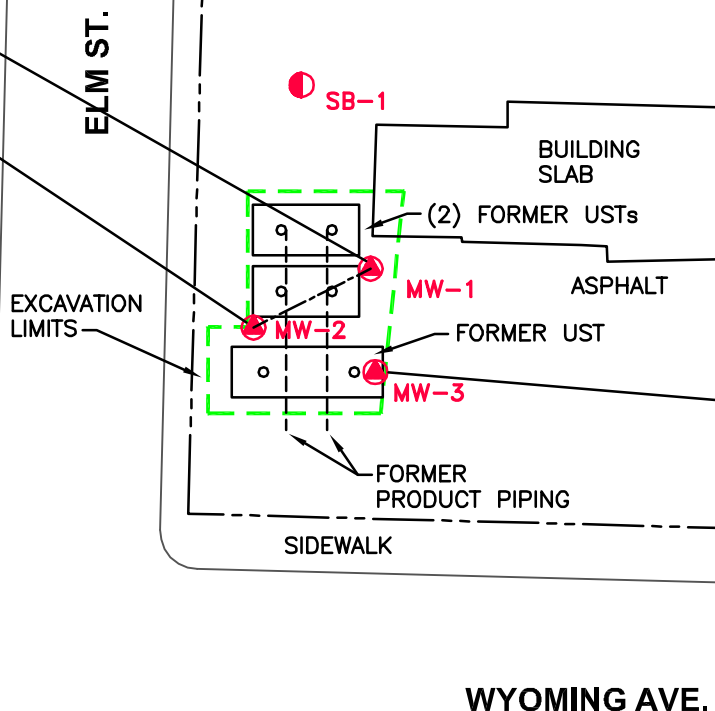 ELM ST.
SB-1
BUILDING
SLAB
(2) FORMER USTs
ASPHALT
MW-1
EXCAVATION
LIMITS
MW-2
FORMER UST
MW-3
FORMER
PRODUCT PIPING
SIDEWALK
WYOMING AVE.